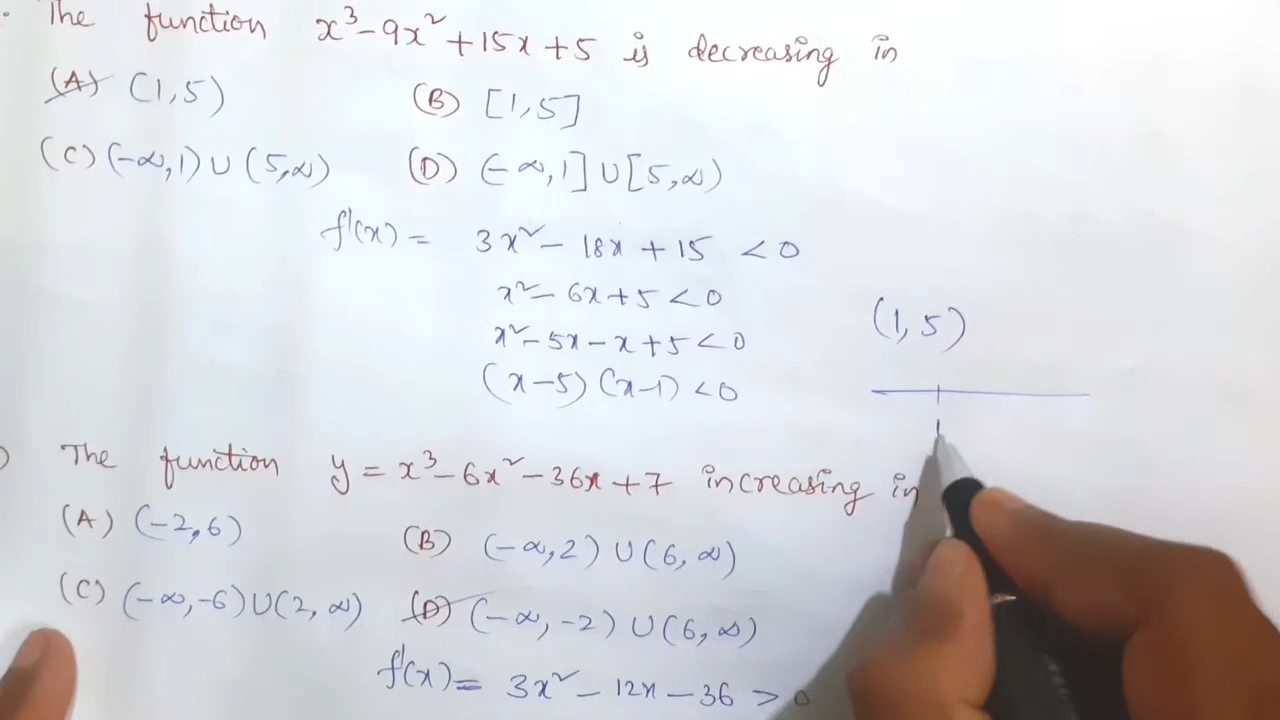 The function x³-9x²+15x+5 is decreasing in
(A) (1,5) (B) [1,5]
(C) (-∞,1) ∪ (5,∞) (D) (-∞,1] ∪ [5,∞)
f'(x) = 3x²- 18x + 15 < 0
x²- 6x+5 < 0
x²- 5x - x+5 < 0
(x-5) (x-1) < 0
(1,5)
1
The function y = x³-6x²-36x+7 increasing in
(A) (-2,6) (B) (-∞,2) ∪ (6,∞)
(C) (-∞,-6) ∪ (2,∞) (D) (-∞,-2) ∪ (6,∞)
f'(x) = 3x²- 12x - 36 > 0